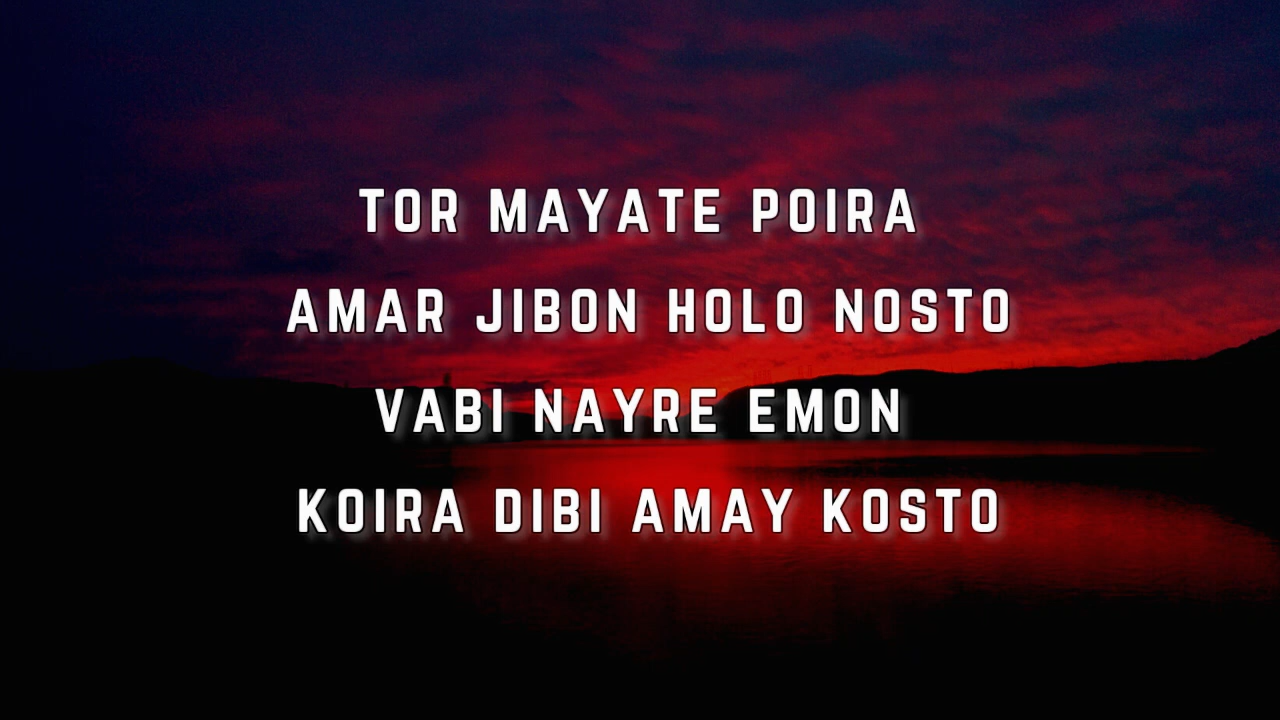 TOR MAYATE POIRA
AMAR JIBON HOLO NOSTO
VABI NAYRE EMON
KOIRA DIBI AMAY KOSTO